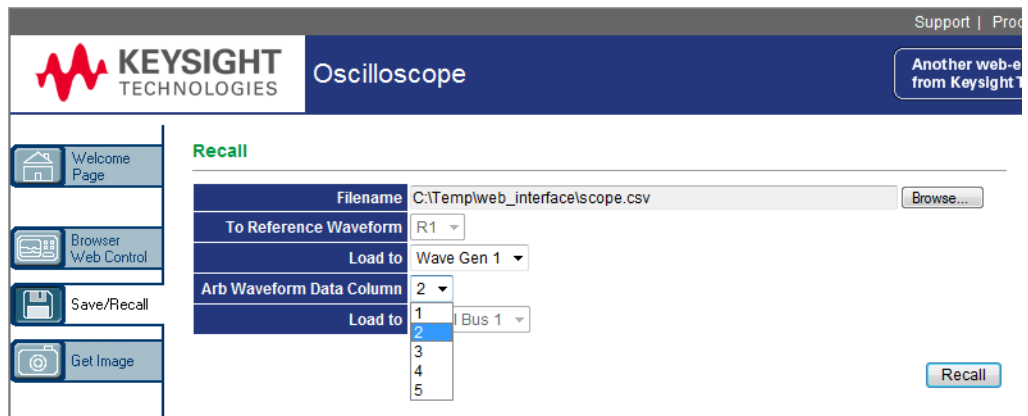 Support | Prod
KEYSIGHT
TECHNOLOGIES
Oscilloscope
Another web-e
from Keysight T
Welcome
Page
Browser
Web Control
Save/Recall
Get Image
Recall
Filename C:\Temp\web_interface\scope.csv Browse...
To Reference Waveform R1
Load to Wave Gen 1
Arb Waveform Data Column 2
Load to l Bus 1
1
2
3
4
5
Recall